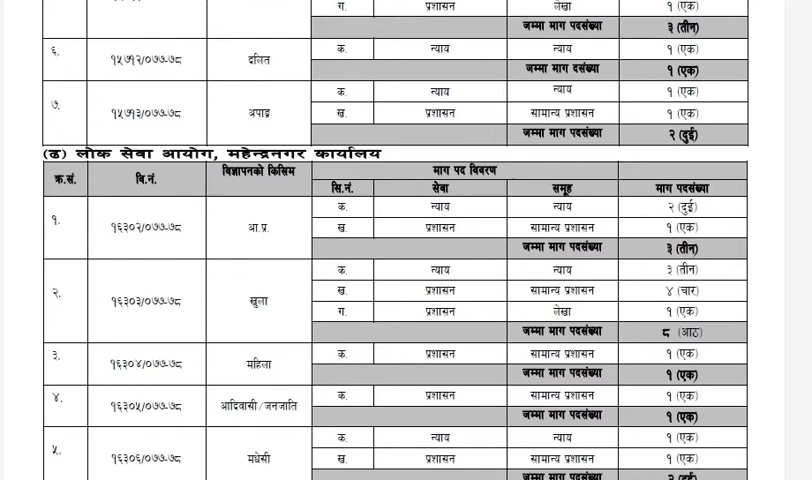 ग. प्रशासन लेखा १ (एक)
जम्मा माग पदसंख्या ३ (तीन)
६. १५७१२/०७७-७८ दलित क. न्याय न्याय १ (एक)
जम्मा माग दसंख्या १ (एक)
७. १५७१३/०७७-७८ अपाङ्ग क. न्याय न्याय १ (एक)
ख. प्रशासन सामान्य प्रशासन १ (एक)
जम्मा माग पदसंख्या २ (दुई)
(ढ) लोक सेवा आयोग, महेन्द्रनगर कार्यालय
क्र.सं. वि.नं. विज्ञापनको किसिम माग पद विवरण
सि.नं. सेवा समूह माग पदसंख्या
१. १६३०२/०७७-७८ आ.प्र. क. न्याय न्याय २ (दुई)
ख. प्रशासन सामान्य प्रशासन १ (एक)
जम्मा माग पदसंख्या ३ (तीन)
२. १६३०३/०७७-७८ खुला क. न्याय न्याय ३ (तीन)
ख. प्रशासन सामान्य प्रशासन ४ (चार)
ग. प्रशासन लेखा १ (एक)
जम्मा माग पदसंख्या ८ (आठ)
३. १६३०४/०७७-७८ महिला क. प्रशासन सामान्य प्रशासन १ (एक)
जम्मा माग पदसंख्या १ (एक)
४. १६३०५/०७७-७८ आदिवासी/जनजाति क. प्रशासन सामान्य प्रशासन १ (एक)
जम्मा माग पदसंख्या १ (एक)
५. १६३०६/०७७-७८ मधेसी क. न्याय न्याय १ (एक)
ख. प्रशासन सामान्य प्रशासन १ (एक)
जम्मा माग पदसंख्या २ (दुई)